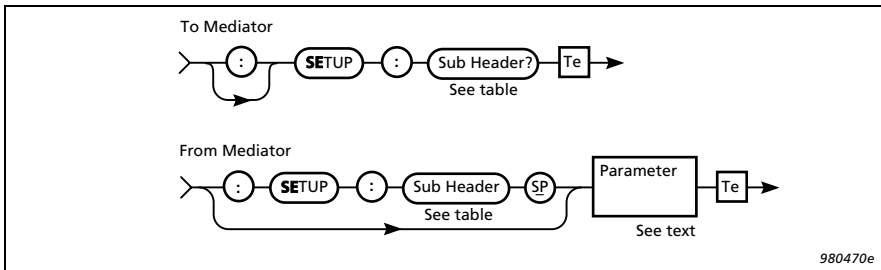 To Mediator
: SETUP : Sub Header? Te
See table
From Mediator
: SETUP : Sub Header SP Parameter Te
See table
See text
980470e